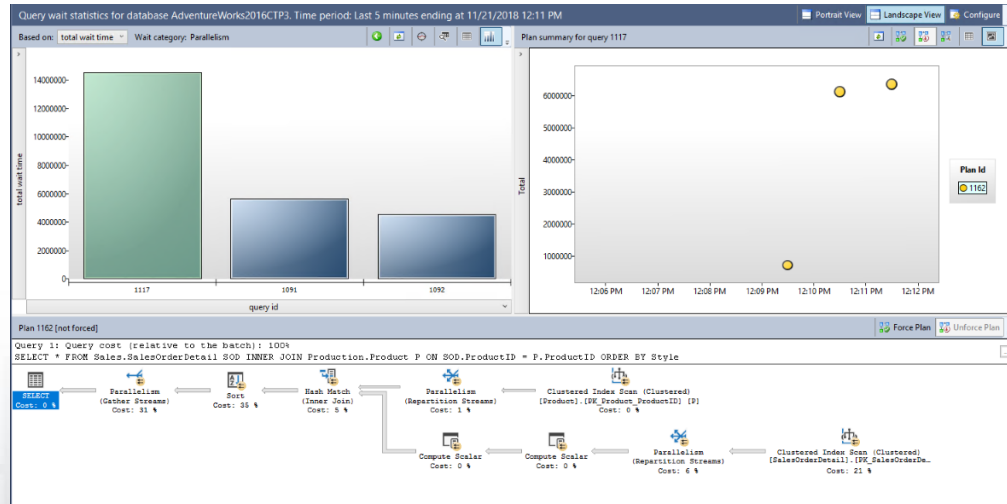 Query wait statistics for database AdventureWorks2016CTP3. Time period: Last 5 minutes ending at 11/21/2018 12:11 PM
Portrait View
Landscape View
Configure
Based on: total wait time Wait category: Parallelism
total wait time
14000000
12000000
10000000
8000000
6000000
4000000
2000000
0
1117 1091 1092
query id
Plan summary for query 1117
Total
6000000
5000000
4000000
3000000
2000000
1000000
12:06 PM 12:07 PM 12:08 PM 12:09 PM 12:10 PM 12:11 PM 12:12 PM
Plan Id
1162
Plan 1162 [not forced]
Force Plan
Unforce Plan
Query 1: Query cost (relative to the batch): 100%
SELECT * FROM Sales.SalesOrderDetail SOD INNER JOIN Production.Product P ON SOD.ProductID = P.ProductID ORDER BY Style
SELECT
Cost: 0 %
Parallelism
(Gather Streams)
Cost: 31 %
Sort
Cost: 35 %
Hash Match
(Inner Join)
Cost: 5 %
Parallelism
(Repartition Streams)
Cost: 1 %
Clustered Index Scan (Clustered)
[Product].[PK_Product_ProductID] [P]
Cost: 0 %
Compute Scalar
Cost: 0 %
Compute Scalar
Cost: 0 %
Parallelism
(Repartition Streams)
Cost: 6 %
Clustered Index Scan (Clustered)
[SalesOrderDetail].[PK_SalesOrderDe…
Cost: 21 %